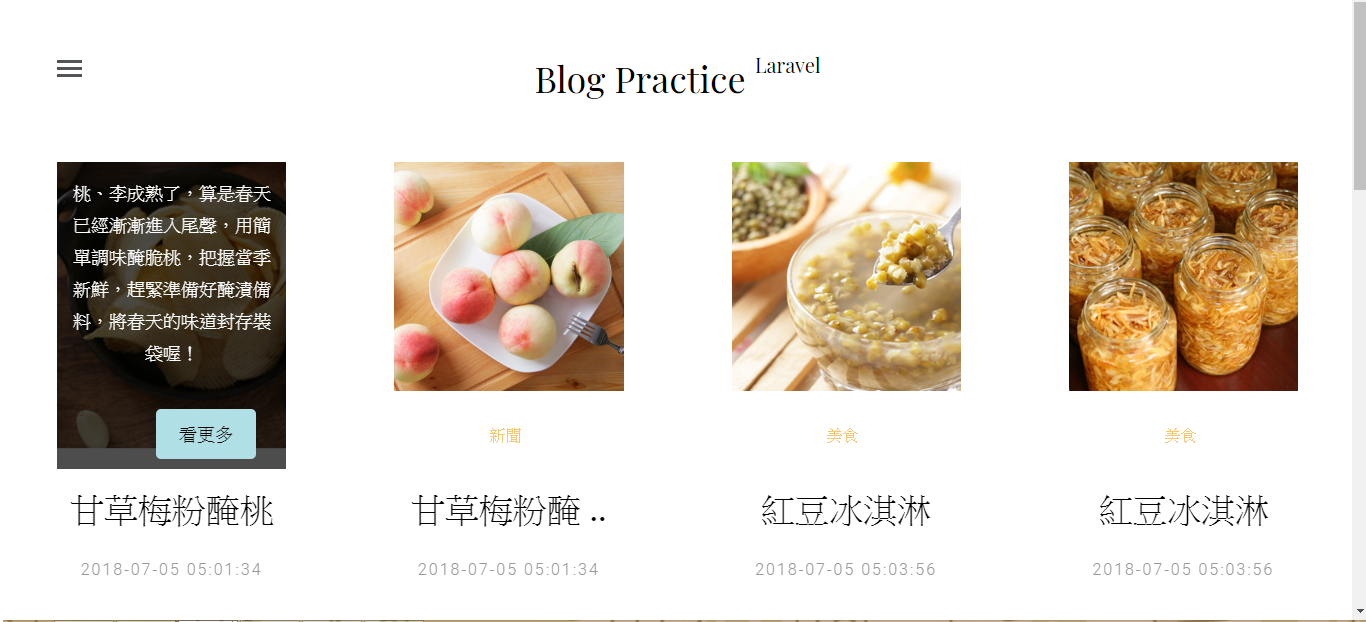 Blog Practice Laravel
桃、李成熟了，算是春天
已經漸漸進入尾聲，用簡
單調味醃脆桃，把握當季
新鮮，趕緊準備好醃漬備
料，將春天的味道封存裝
袋喔！
看更多
甘草梅粉醃桃
2018-07-05 05:01:34
新聞
甘草梅粉醃 ..
2018-07-05 05:01:34
美食
紅豆冰淇淋
2018-07-05 05:03:56
美食
紅豆冰淇淋
2018-07-05 05:03:56